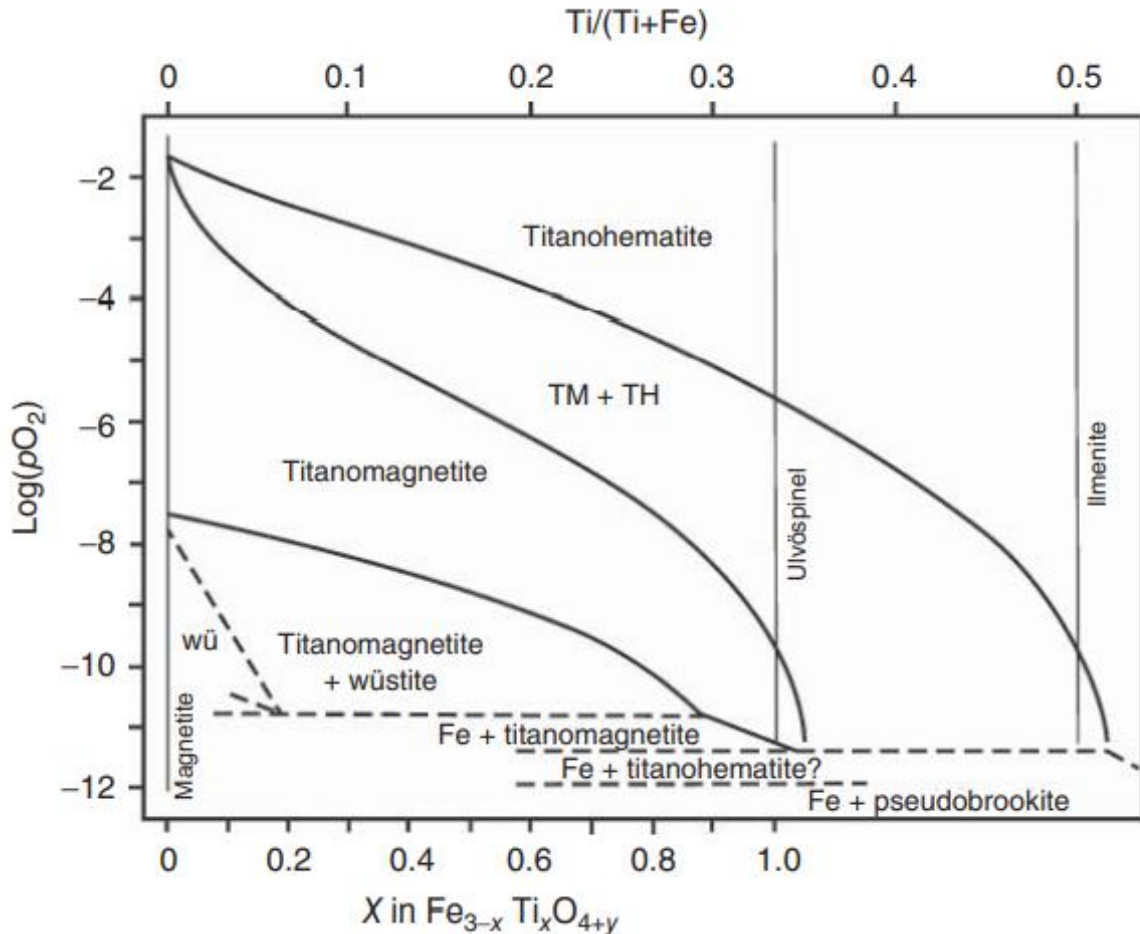 Ti/(Ti+Fe)
0 0.1 0.2 0.3 0.4 0.5
Log(pO₂)
−2
−4
−6
−8
−10
−12
Titanohematite
TM + TH
Titanomagnetite
Ulvöspinel
Ilmenite
wü
Titanomagnetite
+ wüstite
Magnetite
Fe + titanomagnetite
Fe + titanohematite?
Fe + pseudobrookite
0 0.2 0.4 0.6 0.8 1.0
X in Fe₃₋ₓ TiₓO₄₊y